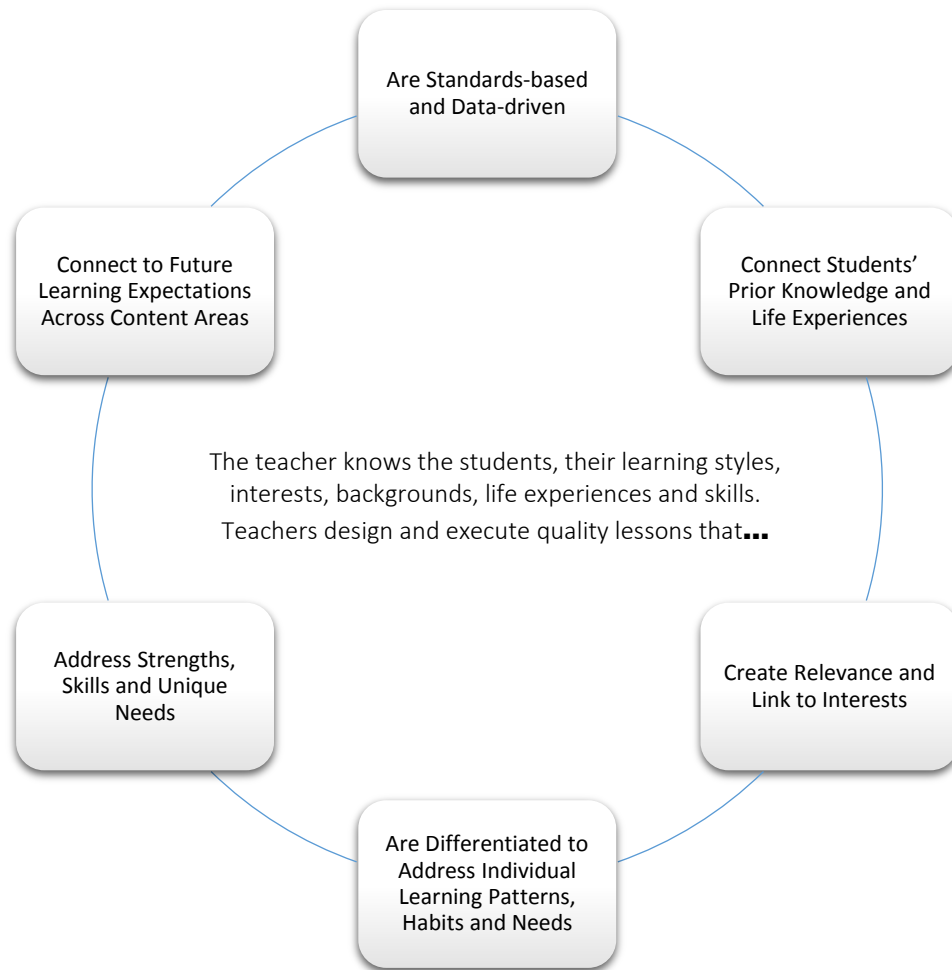 Are Standards-based
and Data-driven
Connect to Future
Learning Expectations
Across Content Areas
Connect Students’
Prior Knowledge and
Life Experiences
The teacher knows the students, their learning styles,
interests, backgrounds, life experiences and skills.
Teachers design and execute quality lessons that...
Address Strengths,
Skills and Unique
Needs
Create Relevance and
Link to Interests
Are Differentiated to
Address Individual
Learning Patterns,
Habits and Needs